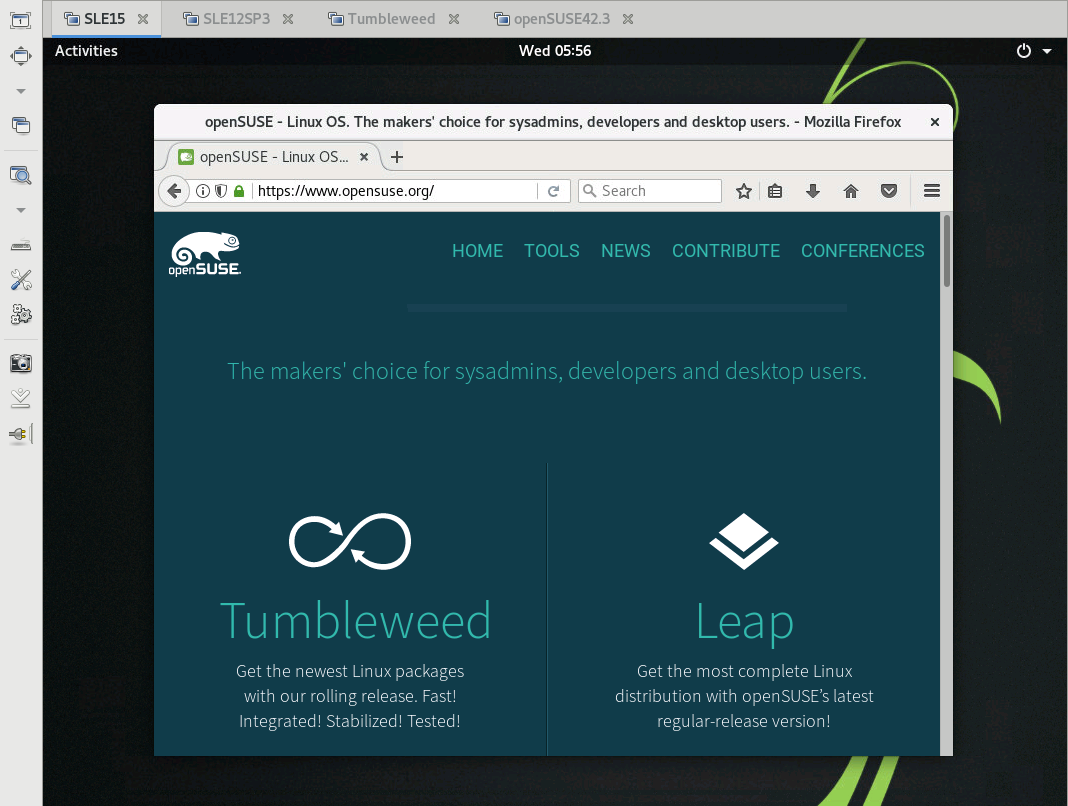 1
SLE15 SLE12SP3 Tumbleweed openSUSE42.3
Activities Wed 05:56
openSUSE - Linux OS. The makers' choice for sysadmins, developers and desktop users. - Mozilla Firefox
openSUSE - Linux OS...
https://www.opensuse.org/ Search
openSUSE. HOME TOOLS NEWS CONTRIBUTE CONFERENCES
The makers' choice for sysadmins, developers and desktop users.
Tumbleweed
Get the newest Linux packages
with our rolling release. Fast!
Integrated! Stabilized! Tested!
Leap
Get the most complete Linux
distribution with openSUSE’s latest
regular-release version!